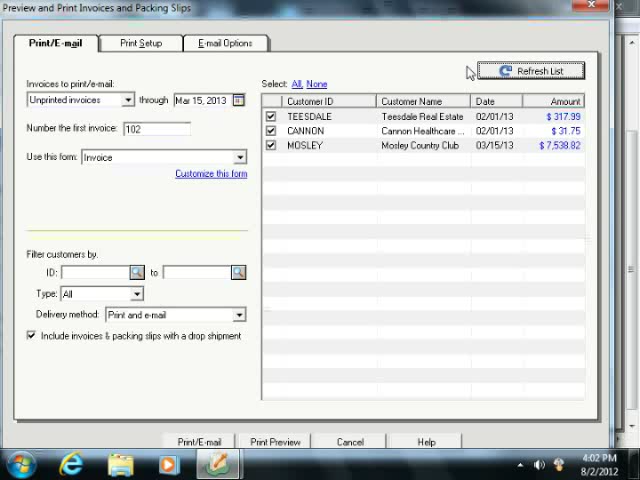 Preview and Print Invoices and Packing Slips
Print/E-mail
Print Setup
E-mail Options
Refresh List
Invoices to print/e-mail:
Unprinted invoices
through
Mar 15, 2013
Number the first invoice:
102
Use this form:
Invoice
Customize this form
Select: All, None
Customer ID Customer Name Date Amount
TEESDALE Teesdale Real Estate 02/01/13 $ 317.99
CANNON Cannon Healthcare ... 02/01/13 $ 31.75
MOSLEY Mosley Country Club 03/15/13 $ 7,538.82
Filter customers by.
ID:
to
Type:
All
Delivery method:
Print and e-mail
Include invoices & packing slips with a drop shipment
Print/E-mail
Print Preview
Cancel
Help
4:02 PM
8/2/2012